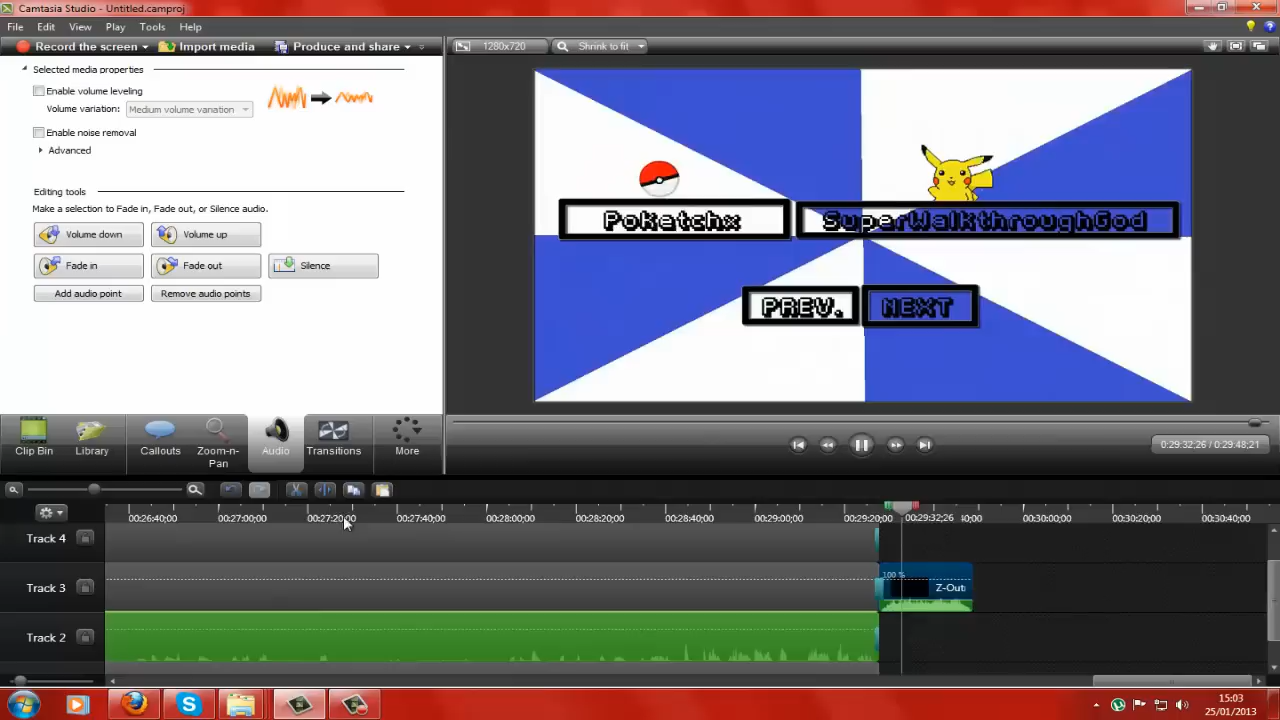 Camtasia Studio - Untitled.camproj
File Edit View Play Tools Help
Record the screen Import media Produce and share
1280x720 Shrink to fit
Selected media properties
Enable volume leveling
Volume variation: Medium volume variation
Enable noise removal
Advanced
Editing tools
Make a selection to Fade in, Fade out, or Silence audio.
Volume down Volume up
Fade in Fade out Silence
Add audio point Remove audio points
PoKatchx SuperWalkthroughGod
PREV. NEXT
Clip Bin Library Callouts Zoom-n-Pan Audio Transitions More
0:29:32;26 / 0:29:48;21
00:26:40;00 00:27:00;00 00:27:20;00 00:27:40;00 00:28:00;00 00:28:20;00 00:28:40;00 00:29:00;00 00:29:20;00 00:29:32;26 00:30:00;00 00:30:20;00 00:30:40;00
Track 4
100 %
Track 3 Z-Out
Track 2
15:03
25/01/2013